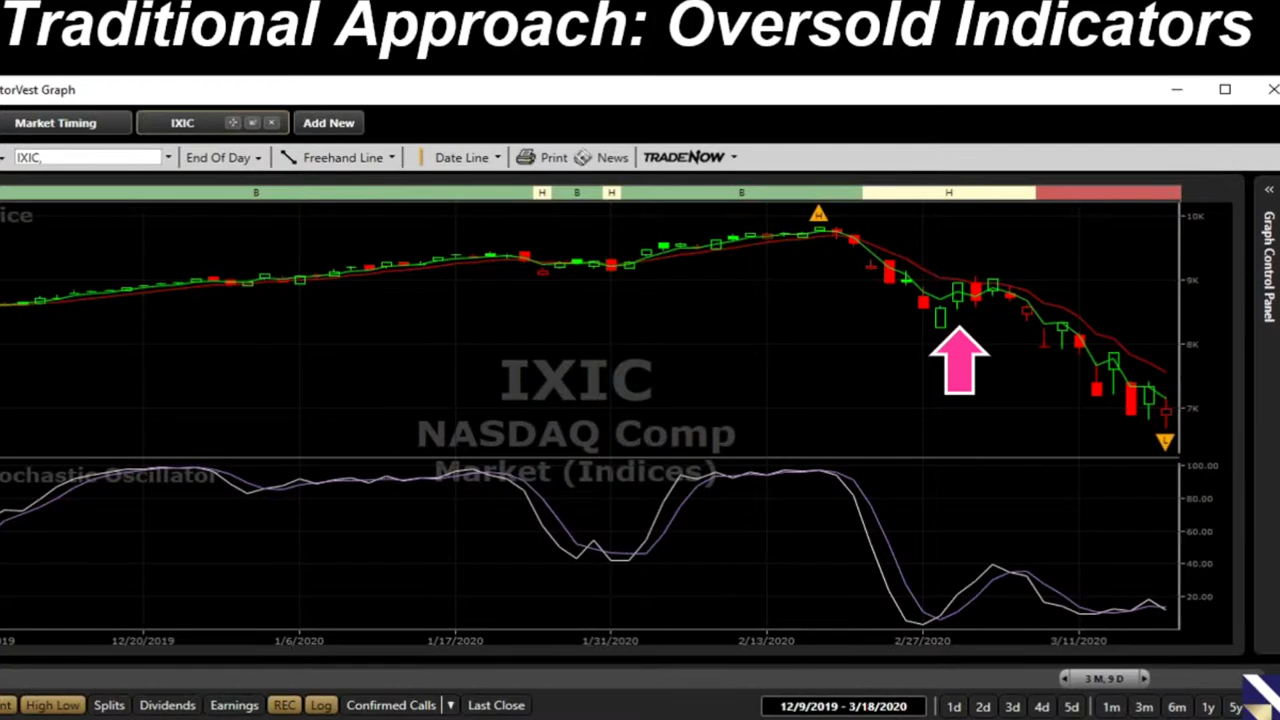 Traditional Approach: Oversold Indicators
torVest Graph
Market Timing IXIC Add New
IXIC, End Of Day Freehand Line Date Line Print News TRADENOW
B H B H B H
ice
H
10K
9K
8K
7K
L
IXIC
NASDAQ Comp
Market (Indices)
ochastic Oscillator
100.00
80.00
60.00
40.00
20.00
019 12/20/2019 1/6/2020 1/17/2020 1/31/2020 2/13/2020 2/27/2020 3/11/2020
Graph Control Panel
3 M, 9 D
nt High Low Splits Dividends Earnings REC Log Confirmed Calls Last Close 12/9/2019 - 3/18/2020 1d 2d 3d 4d 5d 1m 3m 6m 1y 5y